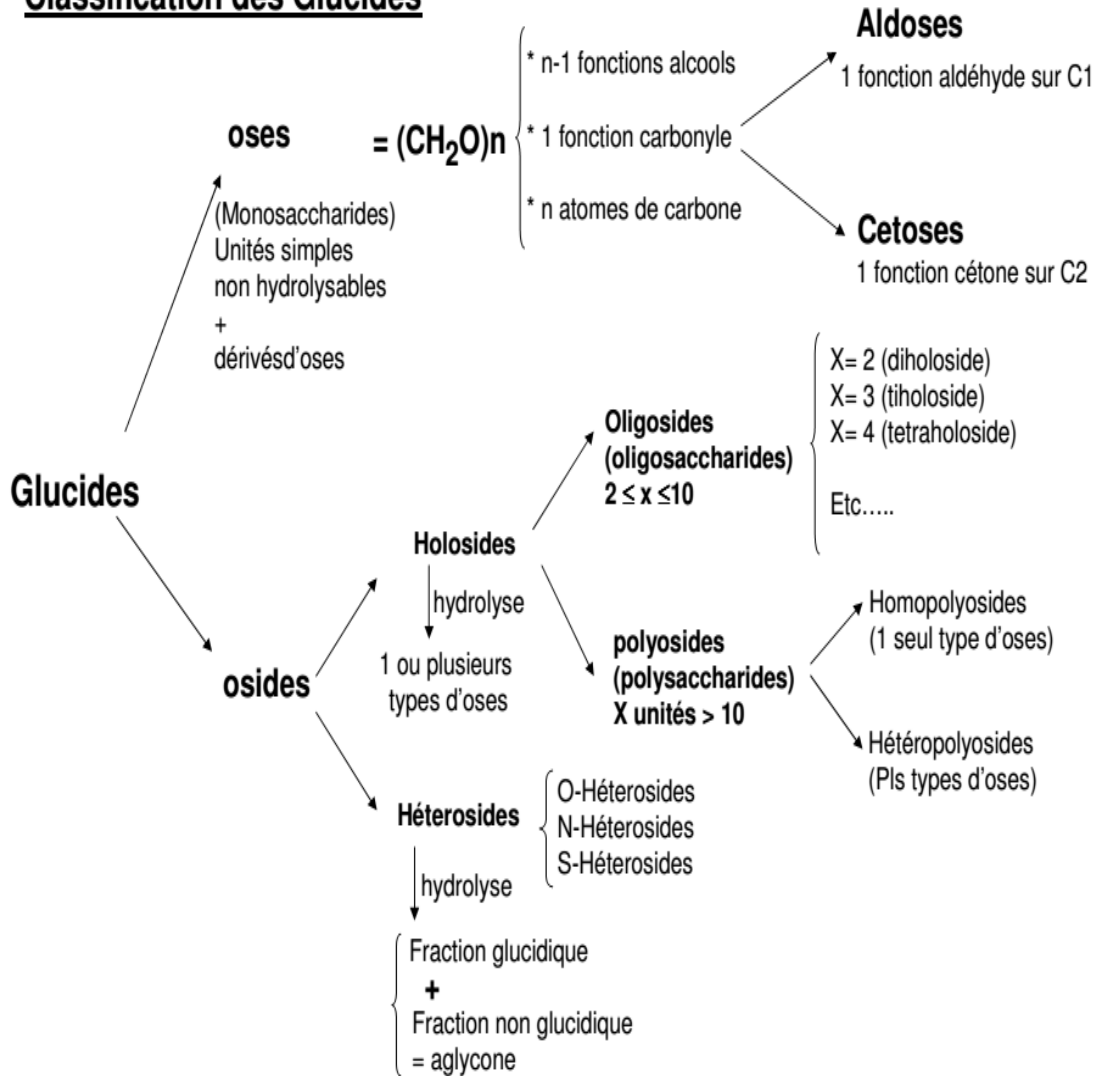 Classification des Glucides
oses
= (CH₂O)n
* n-1 fonctions alcools
* 1 fonction carbonyle
* n atomes de carbone
Aldoses
1 fonction aldéhyde sur C1
Cetoses
1 fonction cétone sur C2
(Monosaccharides)
Unités simples
non hydrolysables
+
dérivésd'oses
Glucides
osides
Holosides
hydrolyse
1 ou plusieurs
types d'oses
Oligosides
(oligosaccharides)
2 ≤ x ≤10
X= 2 (diholoside)
X= 3 (tiholoside)
X= 4 (tetraholoside)
Etc.....
polyosides
(polysaccharides)
X unités > 10
Homopolyosides
(1 seul type d'oses)
Hétéropolyosides
(Pls types d'oses)
Héterosides
O-Héterosides
N-Héterosides
S-Héterosides
hydrolyse
Fraction glucidique
+
Fraction non glucidique
= aglycone